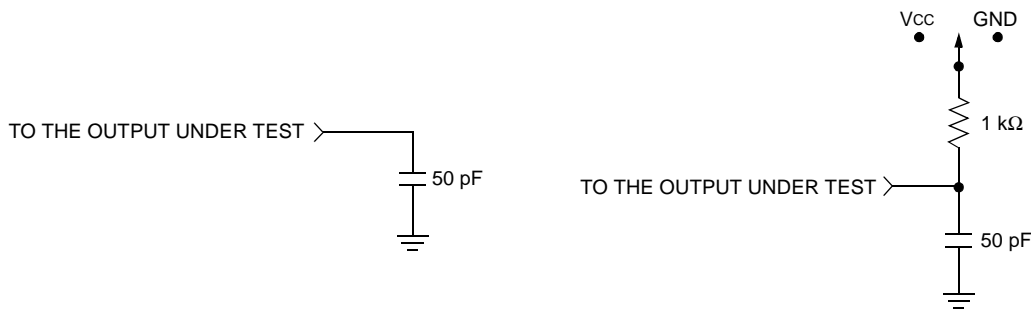 TO THE OUTPUT UNDER TEST
50 pF
VCC
GND
1 kΩ
TO THE OUTPUT UNDER TEST
50 pF